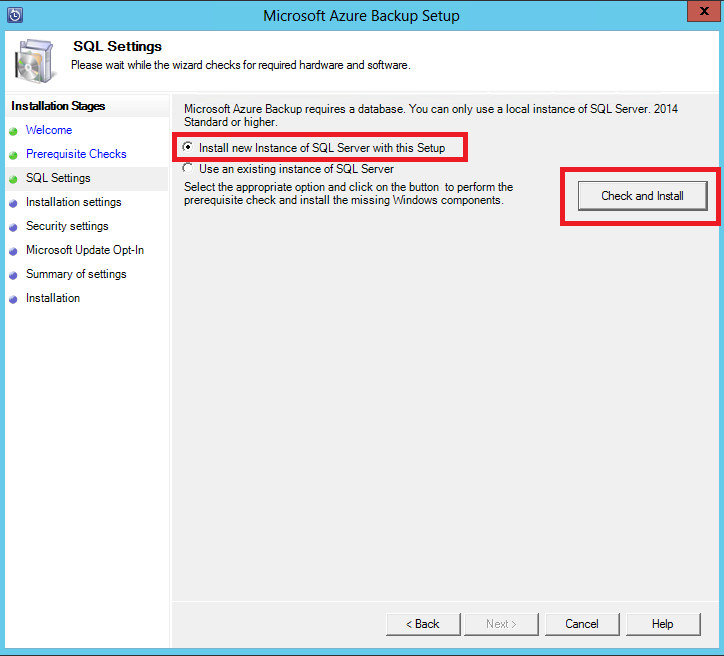 Microsoft Azure Backup Setup
x
SQL Settings
Please wait while the wizard checks for required hardware and software.
Installation Stages
Welcome
Prerequisite Checks
SQL Settings
Installation settings
Security settings
Microsoft Update Opt-In
Summary of settings
Installation
Microsoft Azure Backup requires a database. You can only use a local instance of SQL Server. 2014
Standard or higher.
Install new Instance of SQL Server with this Setup
Use an existing instance of SQL Server
Select the appropriate option and click on the button to perform the
prerequisite check and install the missing Windows components.
Check and Install
< Back
Next >
Cancel
Help